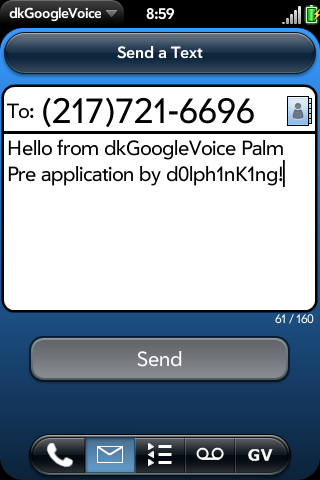 dkGoogleVoice 8:59
Send a Text
To: (217)721-6696
Hello from dkGoogleVoice Palm
Pre application by d0lph1nK1ng!
61 / 160
Send
GV